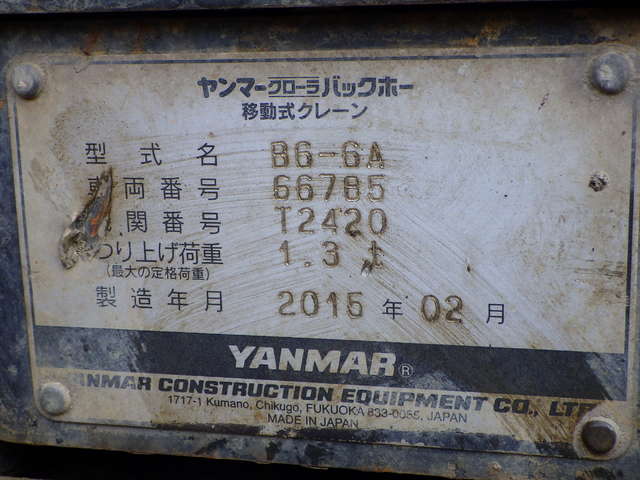 ヤンマークローラバックホー
移動式クレーン
型式名 B6-6A
車両番号 66785
関番号 T2420
つり上げ荷重 1.3t
(最大の定格荷重)
製造年月 2015年02月
YANMAR®
ANMAR CONSTRUCTION EQUIPMENT CO., LT
1717-1 Kumano, Chikugo, FUKUOKA 833-0055, JAPAN
MADE IN JAPAN